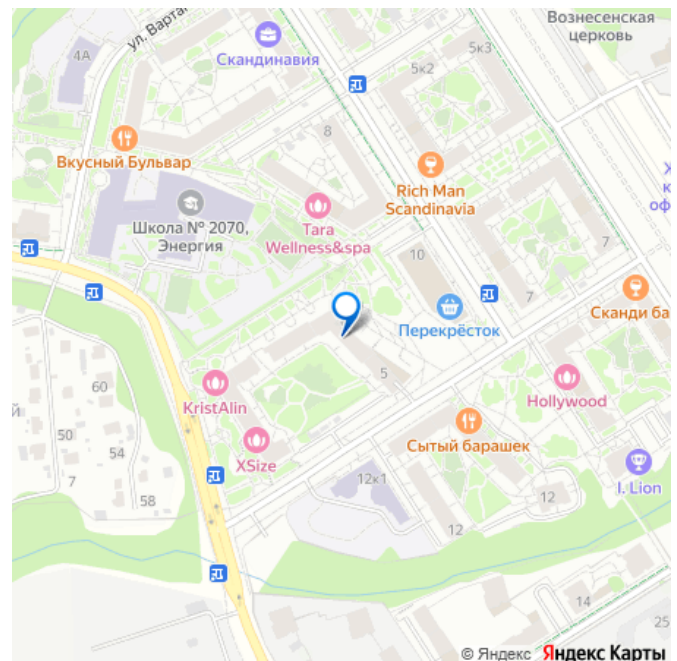 Вознесенская
церковь
ул. Варта
4А
Скандинавия
5к2
5к3
Вкусный Бульвар
8
Rich Man
Scandinavia
Школа № 2070,
Энергия
Tara
Wellness&spa
10
7
7
Перекрёсток
Сканди ба
5
60
KristAlin
Hollywood
50
54
XSize
Сытый барашек
7
58
12к1
12
12
I. Lion
14
25
© Яндекс Яндекс Карты